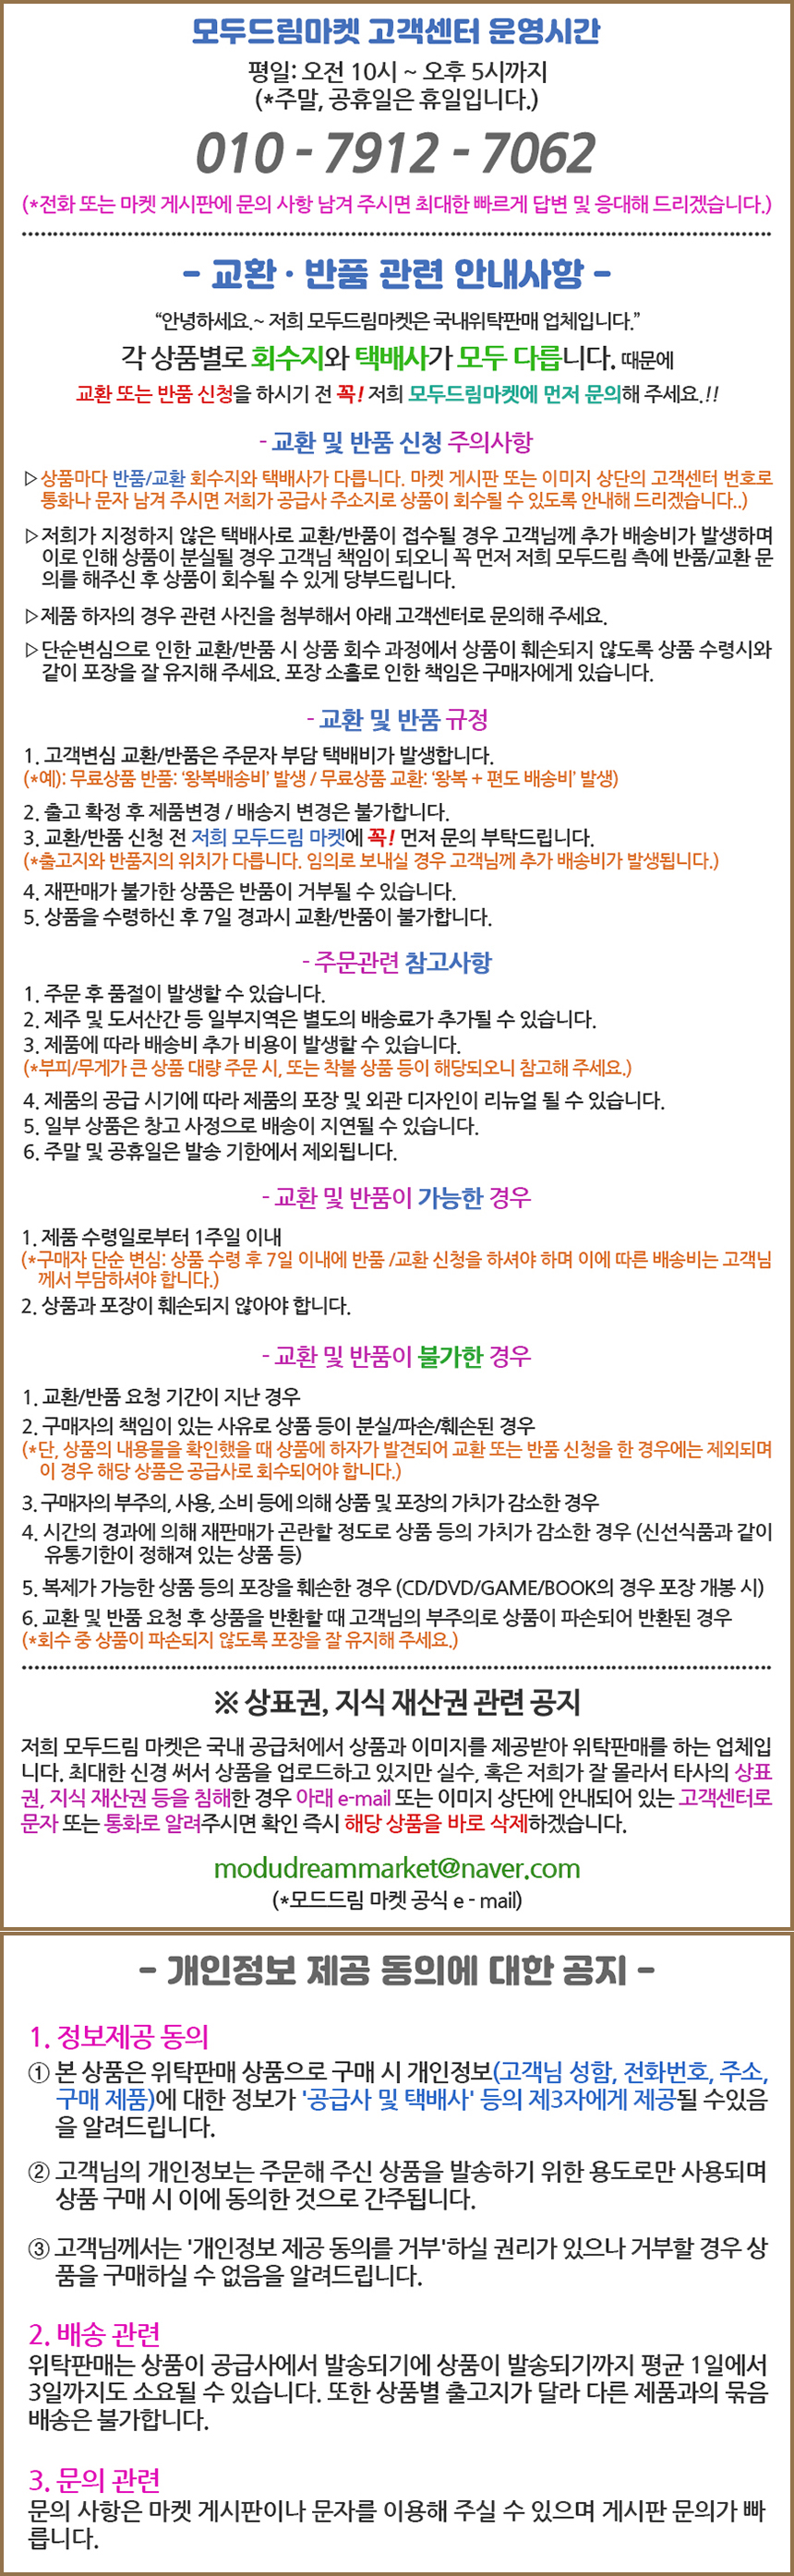 모두드림마켓 고객센터 운영시간
평일: 오전 10시 ~ 오후 5시까지
(*주말, 공휴일은 휴일입니다.)
010 - 7912 - 7062
(*전화 또는 마켓 게시판에 문의 사항 남겨 주시면 최대한 빠르게 답변 및 응대해 드리겠습니다.)
- 교환 · 반품 관련 안내사항 -
“안녕하세요.~ 저희 모두드림마켓은 국내위탁판매 업체입니다.”
각 상품별로 회수지와 택배사가 모두 다릅니다. 때문에
교환 또는 반품 신청을 하시기 전 꼭! 저희 모두드림마켓에 먼저 문의해 주세요.!!
- 교환 및 반품 신청 주의사항
▷상품마다 반품/교환 회수지와 택배사가 다릅니다. 마켓 게시판 또는 이미지 상단의 고객센터 번호로
통화나 문자 남겨 주시면 저희가 공급사 주소지로 상품이 회수될 수 있도록 안내해 드리겠습니다..)
▷저희가 지정하지 않은 택배사로 교환/반품이 접수될 경우 고객님께 추가 배송비가 발생하며
이로 인해 상품이 분실될 경우 고객님 책임이 되오니 꼭 먼저 저희 모두드림 측에 반품/교환 문
의를 해주신 후 상품이 회수될 수 있게 당부드립니다.
▷제품 하자의 경우 관련 사진을 첨부해서 아래 고객센터로 문의해 주세요.
▷단순변심으로 인한 교환/반품 시 상품 회수 과정에서 상품이 훼손되지 않도록 상품 수령시와
같이 포장을 잘 유지해 주세요. 포장 소홀로 인한 책임은 구매자에게 있습니다.
- 교환 및 반품 규정
1. 고객변심 교환/반품은 주문자 부담 택배비가 발생합니다.
(*예): 무료상품 반품: ‘왕복배송비’ 발생 / 무료상품 교환: ‘왕복 + 편도 배송비’ 발생)
2. 출고 확정 후 제품변경 / 배송지 변경은 불가합니다.
3. 교환/반품 신청 전 저희 모두드림 마켓에 꼭! 먼저 문의 부탁드립니다.
(*출고지와 반품지의 위치가 다릅니다. 임의로 보내실 경우 고객님께 추가 배송비가 발생됩니다.)
4. 재판매가 불가한 상품은 반품이 거부될 수 있습니다.
5. 상품을 수령하신 후 7일 경과시 교환/반품이 불가합니다.
- 주문관련 참고사항
1. 주문 후 품절이 발생할 수 있습니다.
2. 제주 및 도서산간 등 일부지역은 별도의 배송료가 추가될 수 있습니다.
3. 제품에 따라 배송비 추가 비용이 발생할 수 있습니다.
(*부피/무게가 큰 상품 대량 주문 시, 또는 착불 상품 등이 해당되오니 참고해 주세요.)
4. 제품의 공급 시기에 따라 제품의 포장 및 외관 디자인이 리뉴얼 될 수 있습니다.
5. 일부 상품은 창고 사정으로 배송이 지연될 수 있습니다.
6. 주말 및 공휴일은 발송 기한에서 제외됩니다.
- 교환 및 반품이 가능한 경우
1. 제품 수령일로부터 1주일 이내
(*구매자 단순 변심: 상품 수령 후 7일 이내에 반품 /교환 신청을 하셔야 하며 이에 따른 배송비는 고객님
께서 부담하셔야 합니다.)
2. 상품과 포장이 훼손되지 않아야 합니다.
- 교환 및 반품이 불가한 경우
1. 교환/반품 요청 기간이 지난 경우
2. 구매자의 책임이 있는 사유로 상품 등이 분실/파손/훼손된 경우
(*단, 상품의 내용물을 확인했을 때 상품에 하자가 발견되어 교환 또는 반품 신청을 한 경우에는 제외되며
이 경우 해당 상품은 공급사로 회수되어야 합니다.)
3. 구매자의 부주의, 사용, 소비 등에 의해 상품 및 포장의 가치가 감소한 경우
4. 시간의 경과에 의해 재판매가 곤란할 정도로 상품 등의 가치가 감소한 경우 (신선식품과 같이
유통기한이 정해져 있는 상품 등)
5. 복제가 가능한 상품 등의 포장을 훼손한 경우 (CD/DVD/GAME/BOOK의 경우 포장 개봉 시)
6. 교환 및 반품 요청 후 상품을 반환할 때 고객님의 부주의로 상품이 파손되어 반환된 경우
(*회수 중 상품이 파손되지 않도록 포장을 잘 유지해 주세요.)
※ 상표권, 지식 재산권 관련 공지
저희 모두드림 마켓은 국내 공급처에서 상품과 이미지를 제공받아 위탁판매를 하는 업체입
니다. 최대한 신경 써서 상품을 업로드하고 있지만 실수, 혹은 저희가 잘 몰라서 타사의 상표
권, 지식 재산권 등을 침해한 경우 아래 e-mail 또는 이미지 상단에 안내되어 있는 고객센터로
문자 또는 통화로 알려주시면 확인 즉시 해당 상품을 바로 삭제하겠습니다.
modudreammarket@naver.com
(*모드드림 마켓 공식 e - mail)
- 개인정보 제공 동의에 대한 공지 -
1. 정보제공 동의
① 본 상품은 위탁판매 상품으로 구매 시 개인정보(고객님 성함, 전화번호, 주소,
구매 제품)에 대한 정보가 '공급사 및 택배사' 등의 제3자에게 제공될 수있음
을 알려드립니다.
② 고객님의 개인정보는 주문해 주신 상품을 발송하기 위한 용도로만 사용되며
상품 구매 시 이에 동의한 것으로 간주됩니다.
③ 고객님께서는 '개인정보 제공 동의를 거부'하실 권리가 있으나 거부할 경우 상
품을 구매하실 수 없음을 알려드립니다.
2. 배송 관련
위탁판매는 상품이 공급사에서 발송되기에 상품이 발송되기까지 평균 1일에서
3일까지도 소요될 수 있습니다. 또한 상품별 출고지가 달라 다른 제품과의 묶음
배송은 불가합니다.
3. 문의 관련
문의 사항은 마켓 게시판이나 문자를 이용해 주실 수 있으며 게시판 문의가 빠
릅니다.